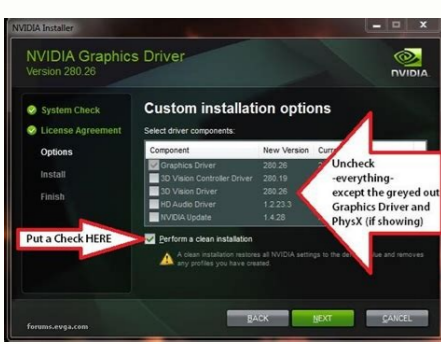 NVIDIA Installer
NVIDIA Graphics Driver
Version 280.26
NVIDIA
System Check
License Agreement
Options
Install
Finish
Custom installation options
Select driver components:
Component New Version
Graphics Driver 280.26
3D Vision Controller Driver 280.19
3D Vision Driver 280.26
HD Audio Driver 1.2.23.3
NVIDIA Update 1.4.28
Uncheck
-everything-
except the greyed out
Graphics Driver and
PhysX (if showing)
Put a Check HERE
Perform a clean installation
A clean installation restores all NVIDIA settings to the and removes
any profiles you have created.
forums.evga.com
BACK NEXT CANCEL